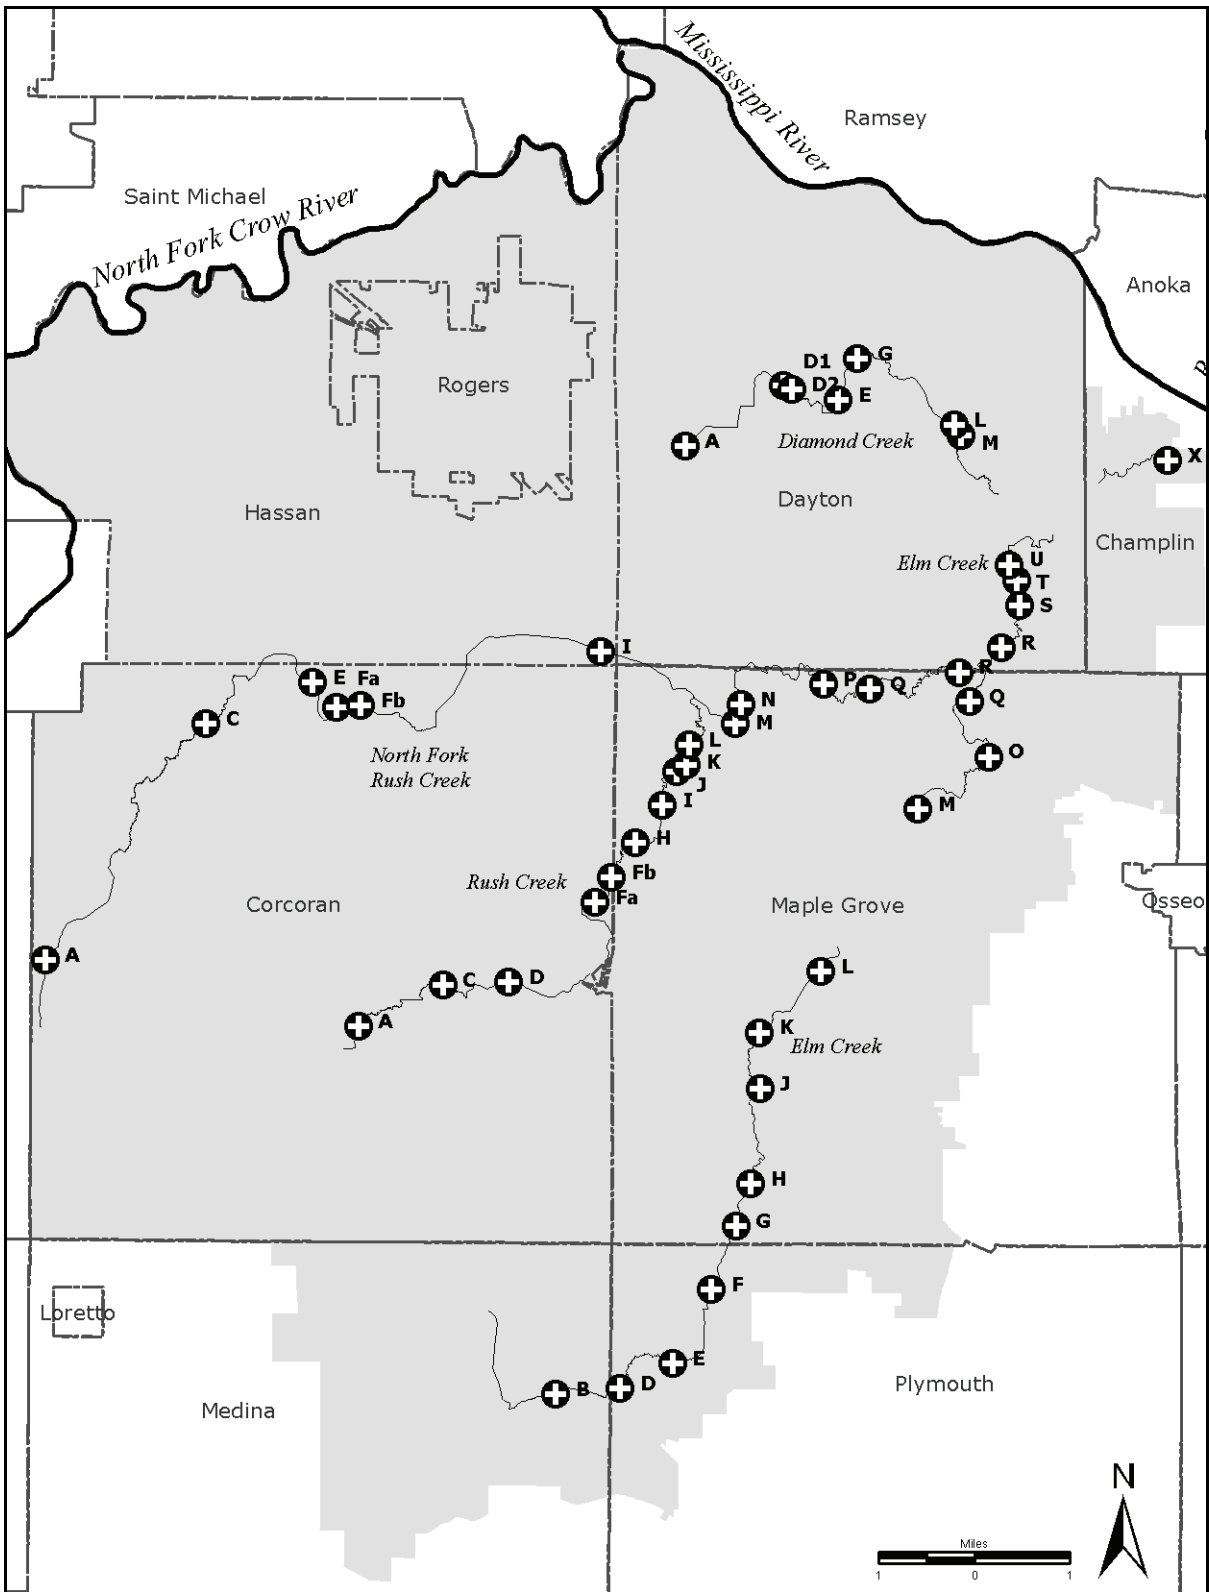 Mississippi River
Ramsey
Saint Michael
North Fork Crow River
Anoka
Rogers
D1
G
D2
E
A
L
M
Diamond Creek
X
Dayton
Hassan
Champlin
Elm Creek
U
T
S
R
I
R
E
Fa
P
Q
Fb
N
Q
C
M
North Fork
Rush Creek
L
K
O
J
I
M
H
Rush Creek
Fb
Fa
Corcoran
Maple Grove
Osseo
A
L
C
D
A
K
Elm Creek
J
H
G
F
Loretto
E
D
B
Plymouth
Medina
N
Miles
1 0 1